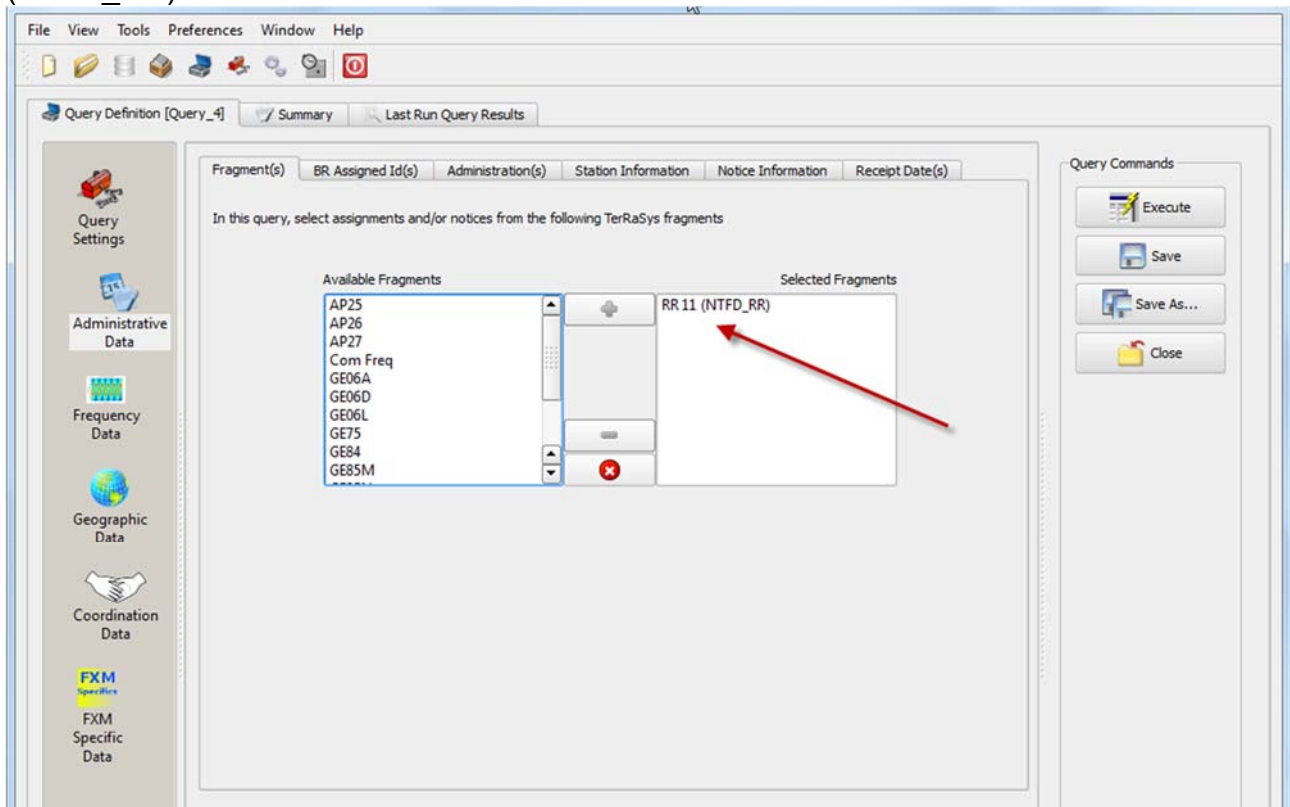 File View Tools Preferences Window Help
Query Definition [Query_4] Summary Last Run Query Results
Fragment(s) BR Assigned Id(s) Administration(s) Station Information Notice Information Receipt Date(s)
In this query, select assignments and/or notices from the following TerRaSys fragments
Available Fragments
AP25
AP26
AP27
Com Freq
GE06A
GE06D
GE06L
GE75
GE84
GE85M
Selected Fragments
RR 11 (NTFD_RR)
Query
Settings
Administrative
Data
Frequency
Data
Geographic
Data
Coordination
Data
FXM
Specifics
FXM
Specific
Data
Query Commands
Execute
Save
Save As...
Close